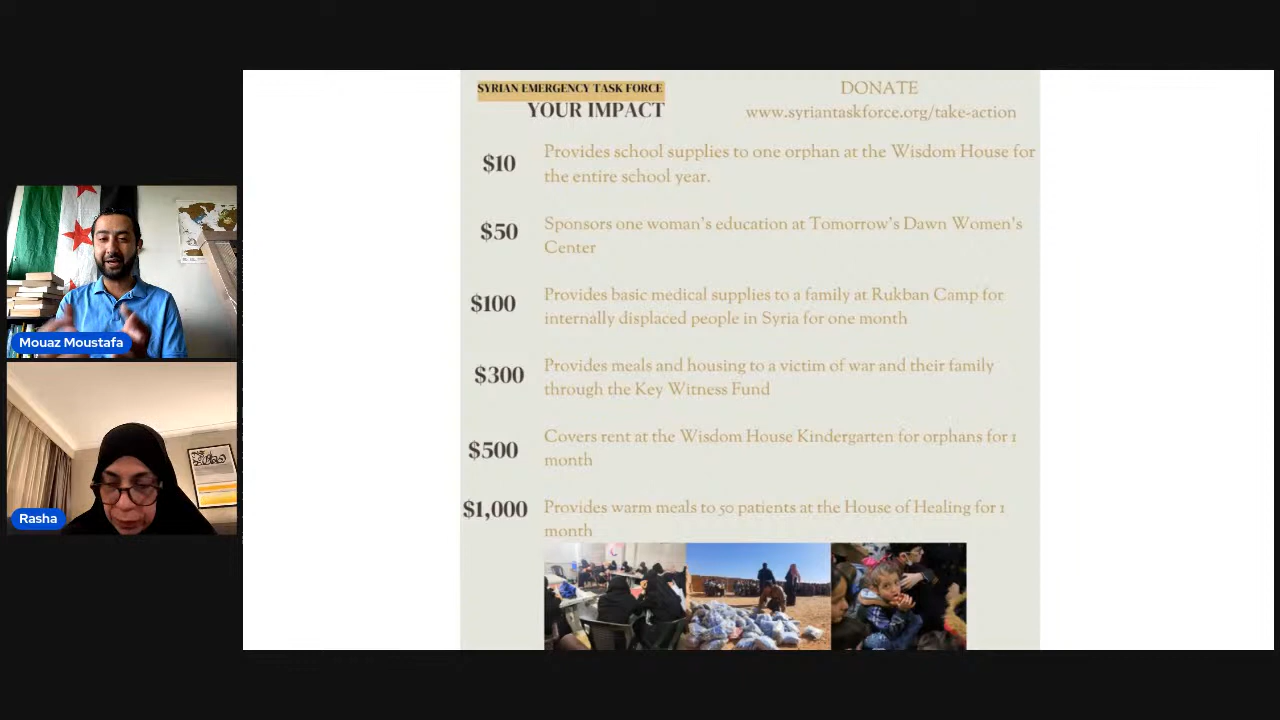 SYRIAN EMERGENCY TASK FORCE
YOUR IMPACT
DONATE
www.syriantaskforce.org/take-action
$10
Provides school supplies to one orphan at the Wisdom House for
the entire school year.
$50
Sponsors one woman's education at Tomorrow's Dawn Women's
Center
$100
Provides basic medical supplies to a family at Rukban Camp for
internally displaced people in Syria for one month
$300
Provides meals and housing to a victim of war and their family
through the Key Witness Fund
$500
Covers rent at the Wisdom House Kindergarten for orphans for 1
month
$1,000
Provides warm meals to 50 patients at the House of Healing for 1
month
Mouaz Moustafa
Rasha